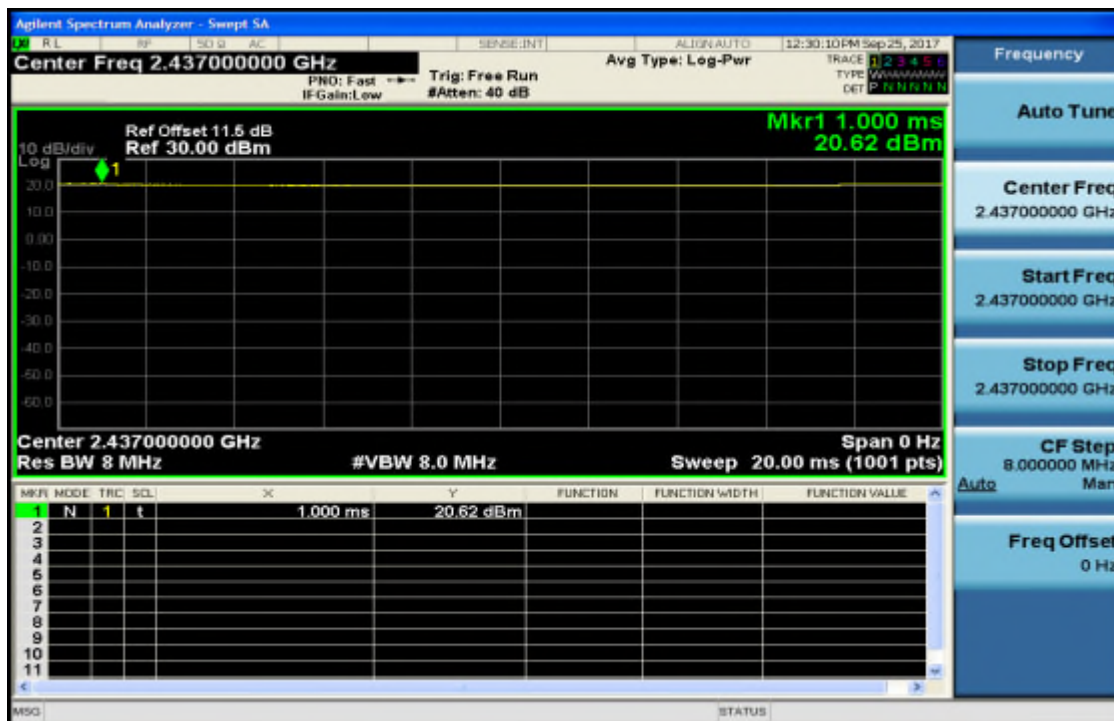 Agilent Spectrum Analyzer - Swept SA
RL RF 50 Ω AC SENSE:INT ALIGN AUTO 12:30:10 PM Sep 25, 2017
Center Freq 2.437000000 GHz
PNO: Fast
IFGain:Low
Trig: Free Run
#Atten: 40 dB
Avg Type: Log-Pwr
TRACE 1 2 3 4 5 6
TYPE
DET P N N N N N
Mkr1 1.000 ms
20.62 dBm
Ref Offset 11.5 dB
Ref 30.00 dBm
10 dB/div
Log
1
20.0
10.0
0.00
-10.0
-20.0
-30.0
-40.0
-50.0
-60.0
Center 2.437000000 GHz Span 0 Hz
Res BW 8 MHz #VBW 8.0 MHz Sweep 20.00 ms (1001 pts)
MKR MODE TRC SCL X Y FUNCTION FUNCTION WIDTH FUNCTION VALUE
1 N 1 t 1.000 ms 20.62 dBm
2
3
4
5
6
7
8
9
10
11
MSG STATUS
Frequency
Auto Tune
Center Freq
2.437000000 GHz
Start Freq
2.437000000 GHz
Stop Freq
2.437000000 GHz
CF Step
8.000000 MHz
Auto Man
Freq Offset
0 Hz